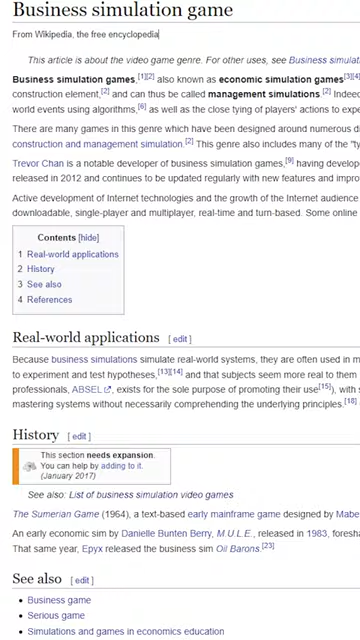 Business simulation game
From Wikipedia, the free encyclopedia
This article is about the video game genre. For other uses, see Business
Business simulation games,[1][2] also known as economic simulation games[3][4]
construction element,[2] and can thus be called management simulations.[2] Indeed
world events using algorithms,[6] as well as the close tying of players' actions to
There are many games in this genre which have been designed around numerous
construction and management simulation.[2] This genre also includes many of the
Trevor Chan is a notable developer of business simulation games,[9] having
released in 2012 and continues to be updated regularly with new features and
Active development of Internet technologies and the growth of the Internet audience
downloadable, single-player and multiplayer, real-time and turn-based. Some online
Contents [hide]
1 Real-world applications
2 History
3 See also
4 References
Real-world applications [ edit ]
Because business simulations simulate real-world systems, they are often used in
to experiment and test hypotheses,[13][14] and that subjects seem more real to them
professionals, ABSEL, exists for the sole purpose of promoting their use[15]), with
mastering systems without necessarily comprehending the underlying principles.[18]
History [ edit ]
This section needs expansion.
You can help by adding to it.
(January 2017)
See also: List of business simulation video games
The Sumerian Game (1964), a text-based early mainframe game designed by
An early economic sim by Danielle Bunten Berry, M.U.L.E., released in 1983,
That same year, Epyx released the business sim Oil Barons.[23]
See also [ edit ]
• Business game
• Serious game
• Simulations and games in economics education